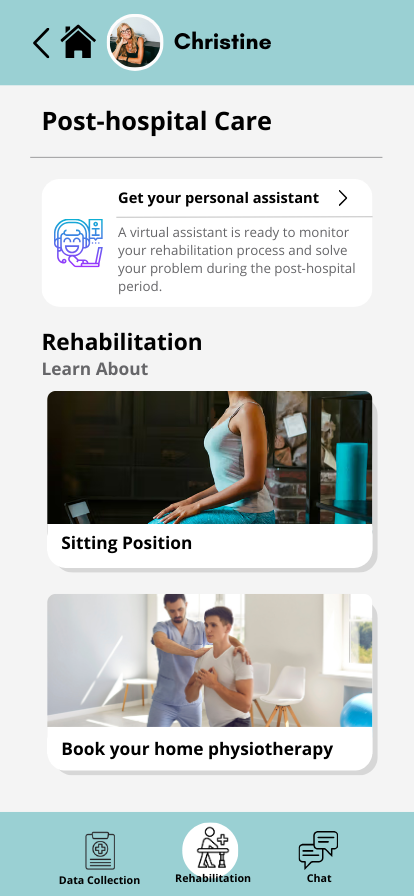 Christine
Post-hospital Care
Get your personal assistant
A virtual assistant is ready to monitor
your rehabilitation process and solve
your problem during the post-hospital
period.
Rehabilitation
Learn About
Sitting Position
Book your home physiotherapy
Data Collection
Rehabilitation
Chat